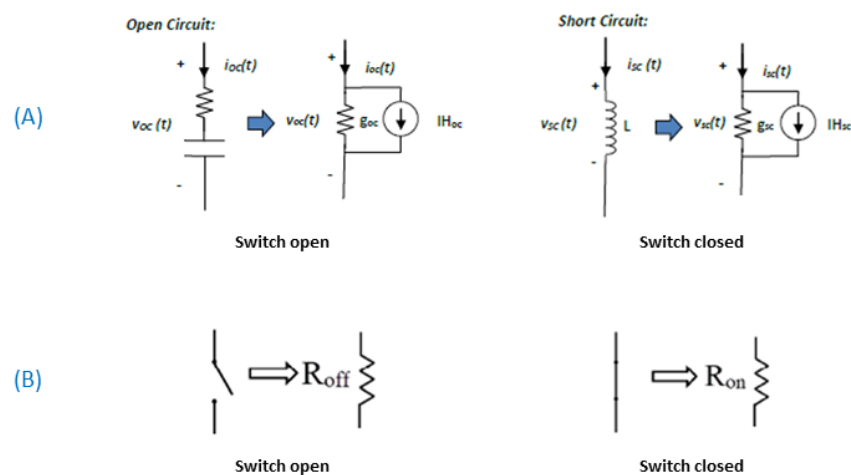 Open Circuit: Short Circuit:
+ ioc(t) + ioc(t) isc (t) + isc(t)
+
(A) voc (t) voc(t) goc IHoc vsc(t) L vsc(t) gsc IHsc
- - - -
Switch open Switch closed
(B) Roff Ron
Switch open Switch closed